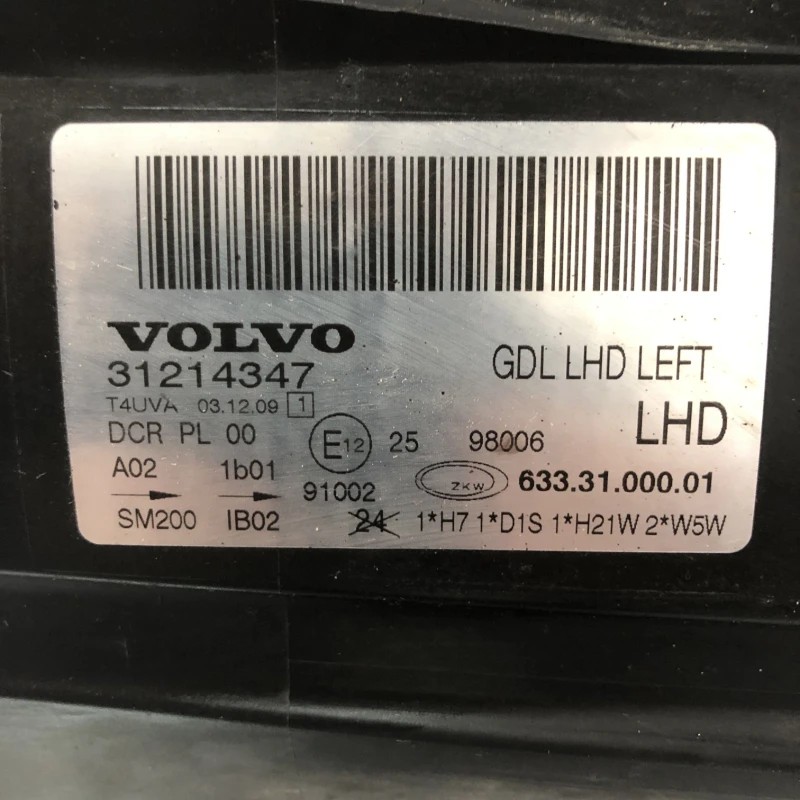 VOLVO
31214347
GDL LHD LEFT
T4UVA 03.12.09 1
LHD
DCR PL 00
E12 25 98006
A02 1b01
91002
ZKW 633.31.000.01
SM200 IB02 24 1*H7 1*D1S 1*H21W 2*W5W